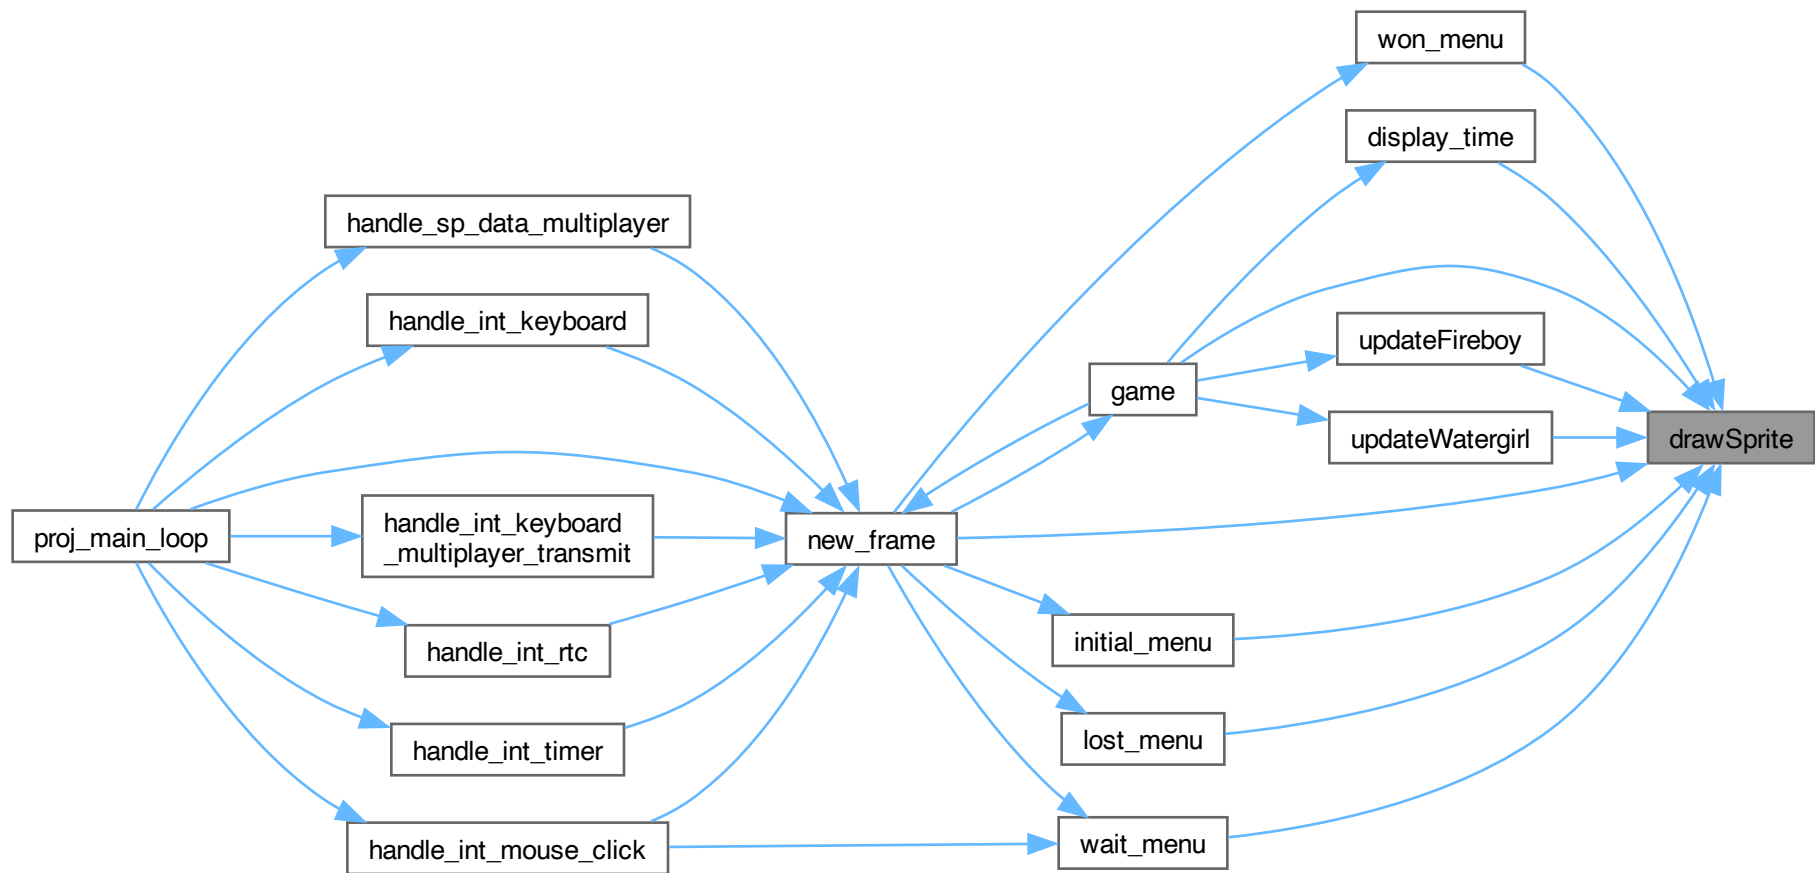 won_menu
display_time
handle_sp_data_multiplayer
handle_int_keyboard
updateFireboy
game
updateWatergirl
drawSprite
proj_main_loop
handle_int_keyboard
_multiplayer_transmit
new_frame
handle_int_rtc
initial_menu
handle_int_timer
lost_menu
handle_int_mouse_click
wait_menu